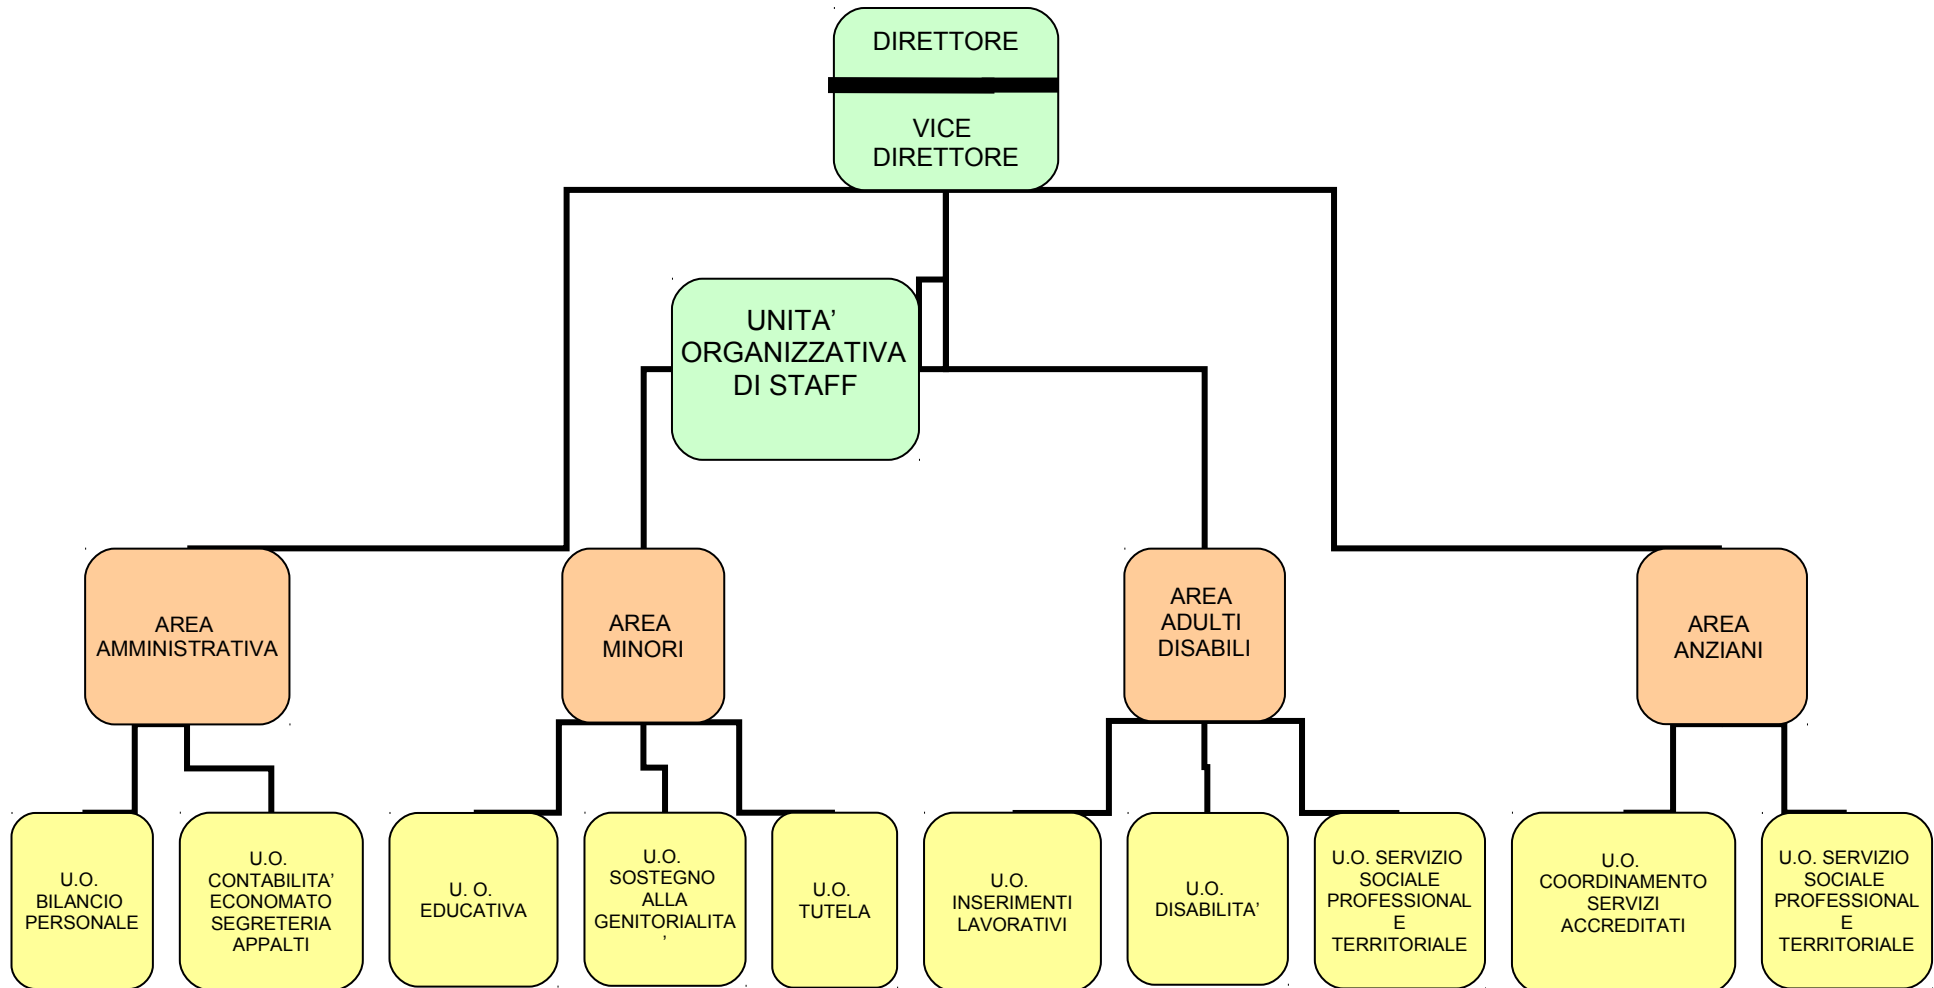 DIRETTORE
VICE
DIRETTORE
UNITA’
ORGANIZZATIVA
DI STAFF
AREA
AMMINISTRATIVA
AREA
MINORI
AREA
ADULTI
DISABILI
AREA
ANZIANI
U.O.
BILANCIO
PERSONALE
U.O.
CONTABILITA’
ECONOMATO
SEGRETERIA
APPALTI
U. O.
EDUCATIVA
U.O.
SOSTEGNO
ALLA
GENITORIALITA
’
U.O.
TUTELA
U.O.
INSERIMENTI
LAVORATIVI
U.O.
DISABILITA’
U.O. SERVIZIO
SOCIALE
PROFESSIONAL
E
TERRITORIALE
U.O.
COORDINAMENTO
SERVIZI
ACCREDITATI
U.O. SERVIZIO
SOCIALE
PROFESSIONAL
E
TERRITORIALE